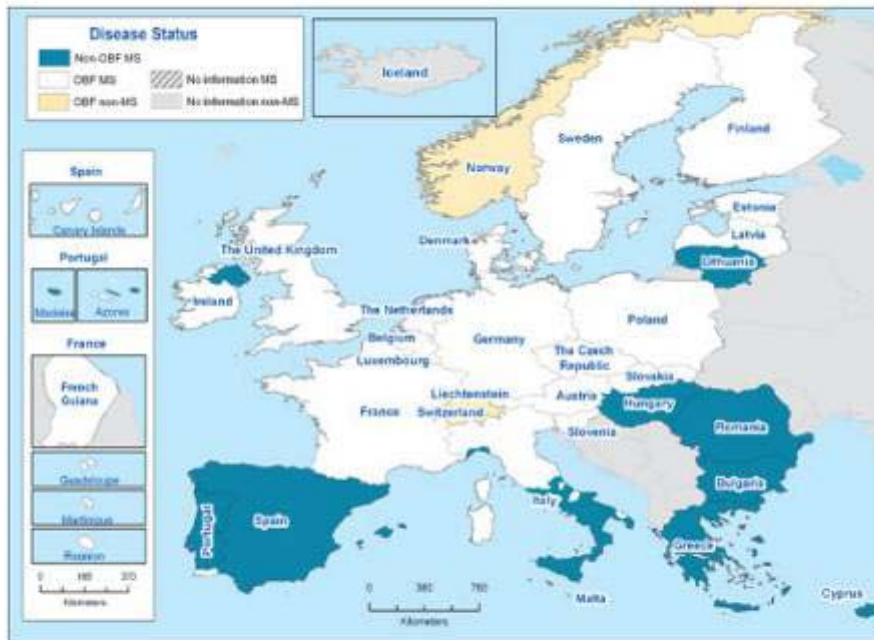 Disease Status
Non-OBF MS
OBF MS
No information MS
OBF non-MS
No information non-MS
Iceland
Spain
Canary Islands
Portugal
Madeira
Azores
France
French
Guiana
Guadeloupe
Martinique
Reunion
0
Kilometers
Norway
Sweden
Finland
Estonia
Latvia
Lithuania
Denmark
The United Kingdom
Ireland
The Netherlands
Belgium
Luxembourg
Germany
Poland
The Czech
Republic
Slovakia
Liechtenstein
Austria
Hungary
France
Switzerland
Slovenia
Romania
Bulgaria
Italy
Portugal
Spain
Greece
Malta
Cyprus
0
Kilometers